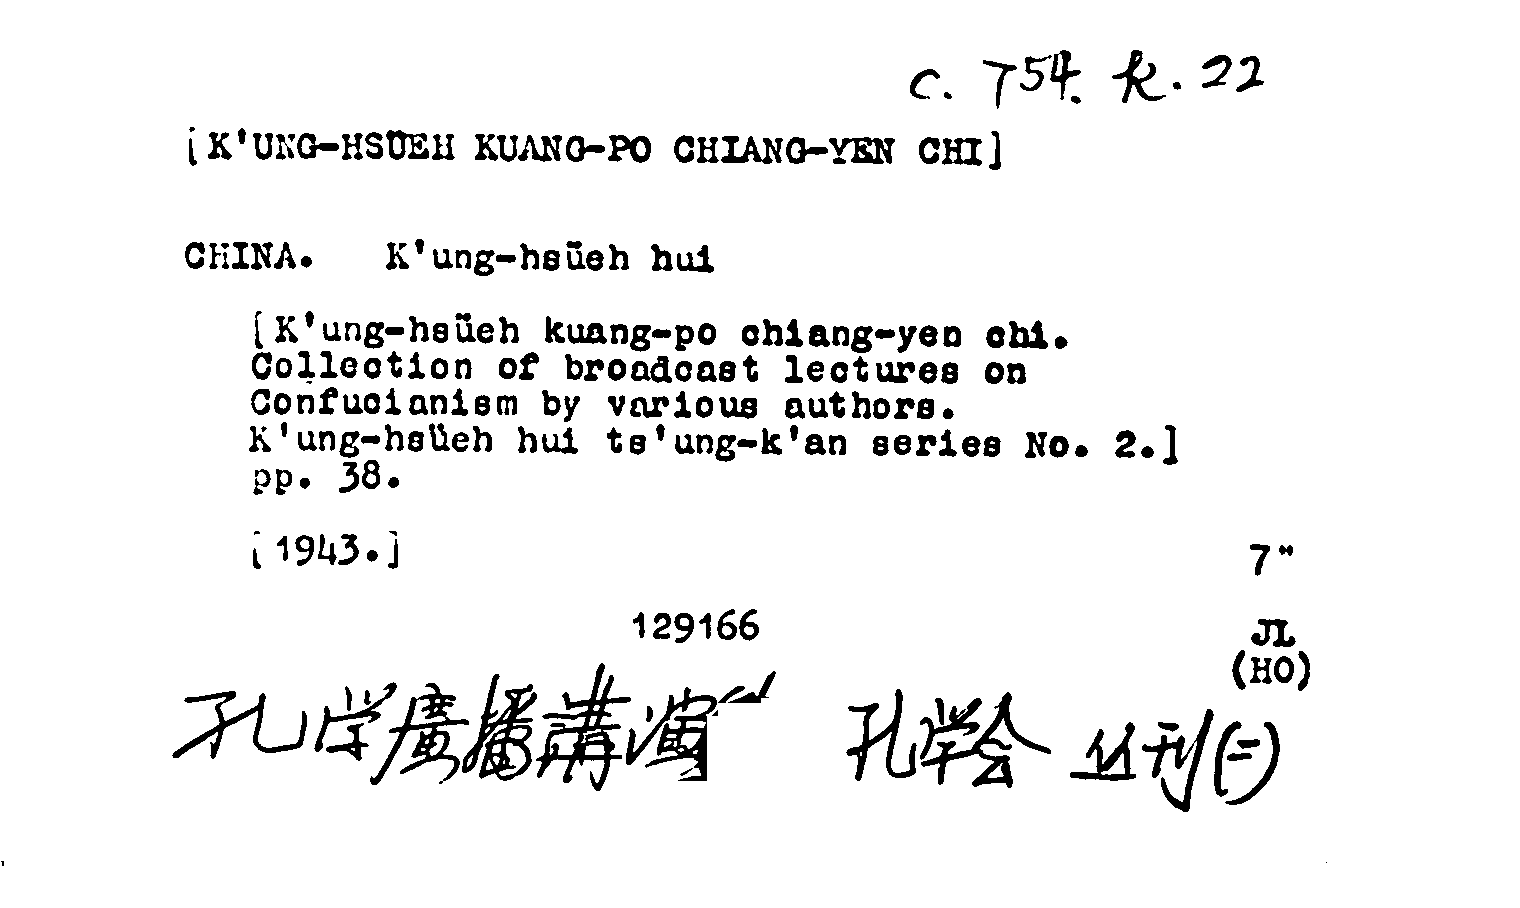 C. T 54. k. 22
[K'UNG-HSÜEH KUANG-PO CHIANG-YEN CHI]
CHINA. K'ung-hsüeh hui
[K'ung-hsüeh kuang-po chiang-yen chi.
Collection of broadcast lectures on
Confucianism by various authors.
K'ung-hsüeh hui ts'ung-k'an series No. 2.]
pp. 38.
[1943.]
7"
129166
JL
(HO)
孔学廣播講演 孔学会 丛刊(二)